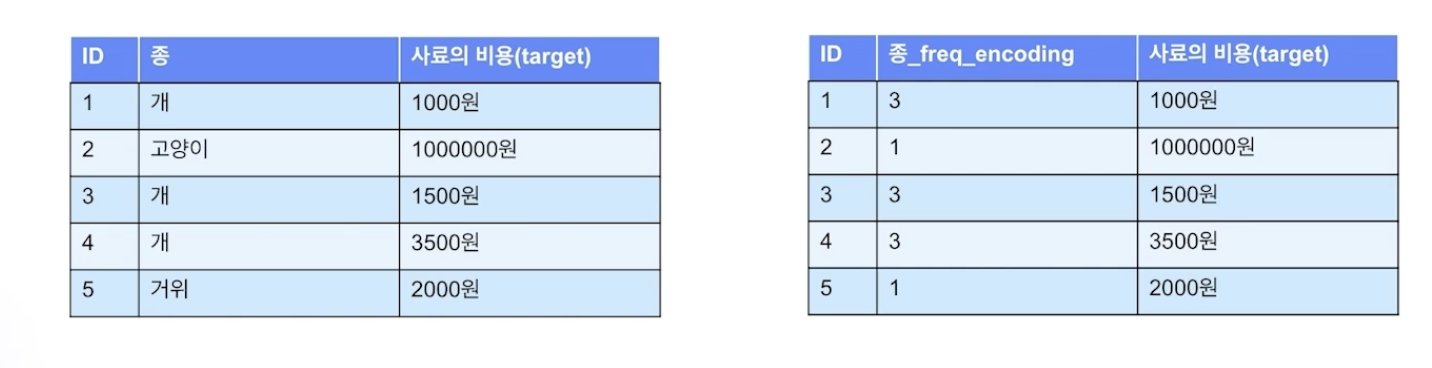 ID 종 사료의 비용(target)
1 개 1000원
2 고양이 1000000원
3 개 1500원
4 개 3500원
5 거위 2000원
ID 종_freq_encoding 사료의 비용(target)
1 3 1000원
2 1 1000000원
3 3 1500원
4 3 3500원
5 1 2000원